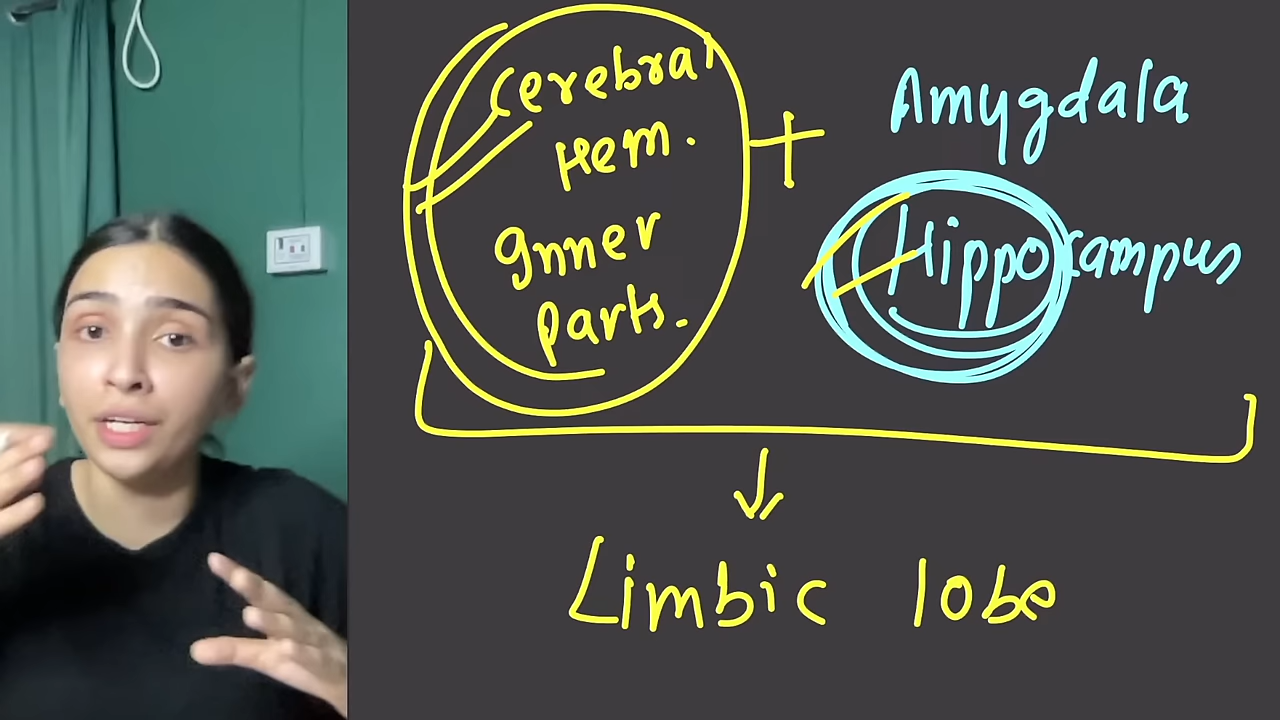 Cerebral
Hem.
Inner
parts.
+
Amygdala
Hippocampus
Limbic lobe